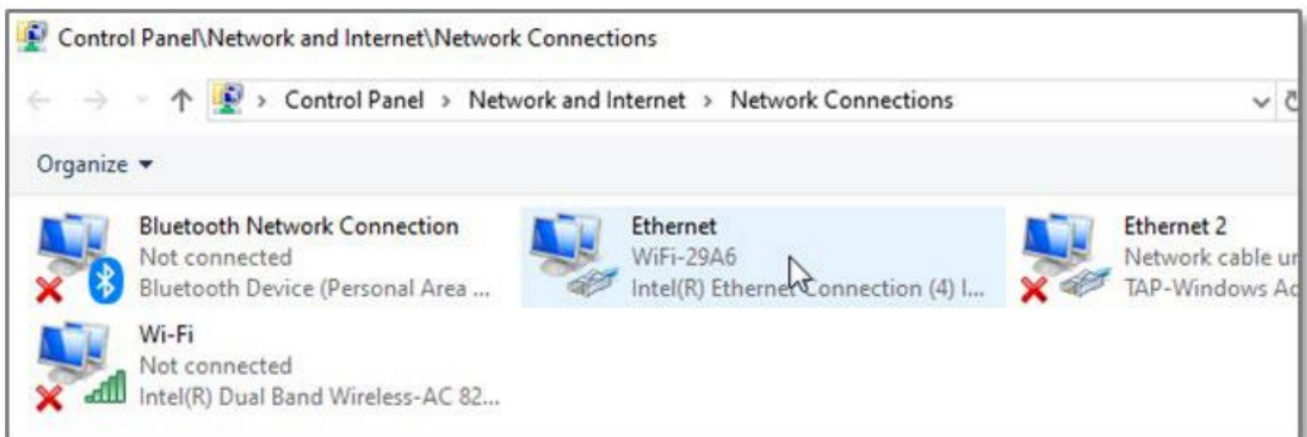 Control Panel\Network and Internet\Network Connections
Control Panel > Network and Internet > Network Connections
Organize
Bluetooth Network Connection
Not connected
Bluetooth Device (Personal Area ...
Ethernet
WiFi-29A6
Intel(R) Ethernet Connection (4) I...
Ethernet 2
Network cable
TAP-Windows
Wi-Fi
Not connected
Intel(R) Dual Band Wireless-AC 82...